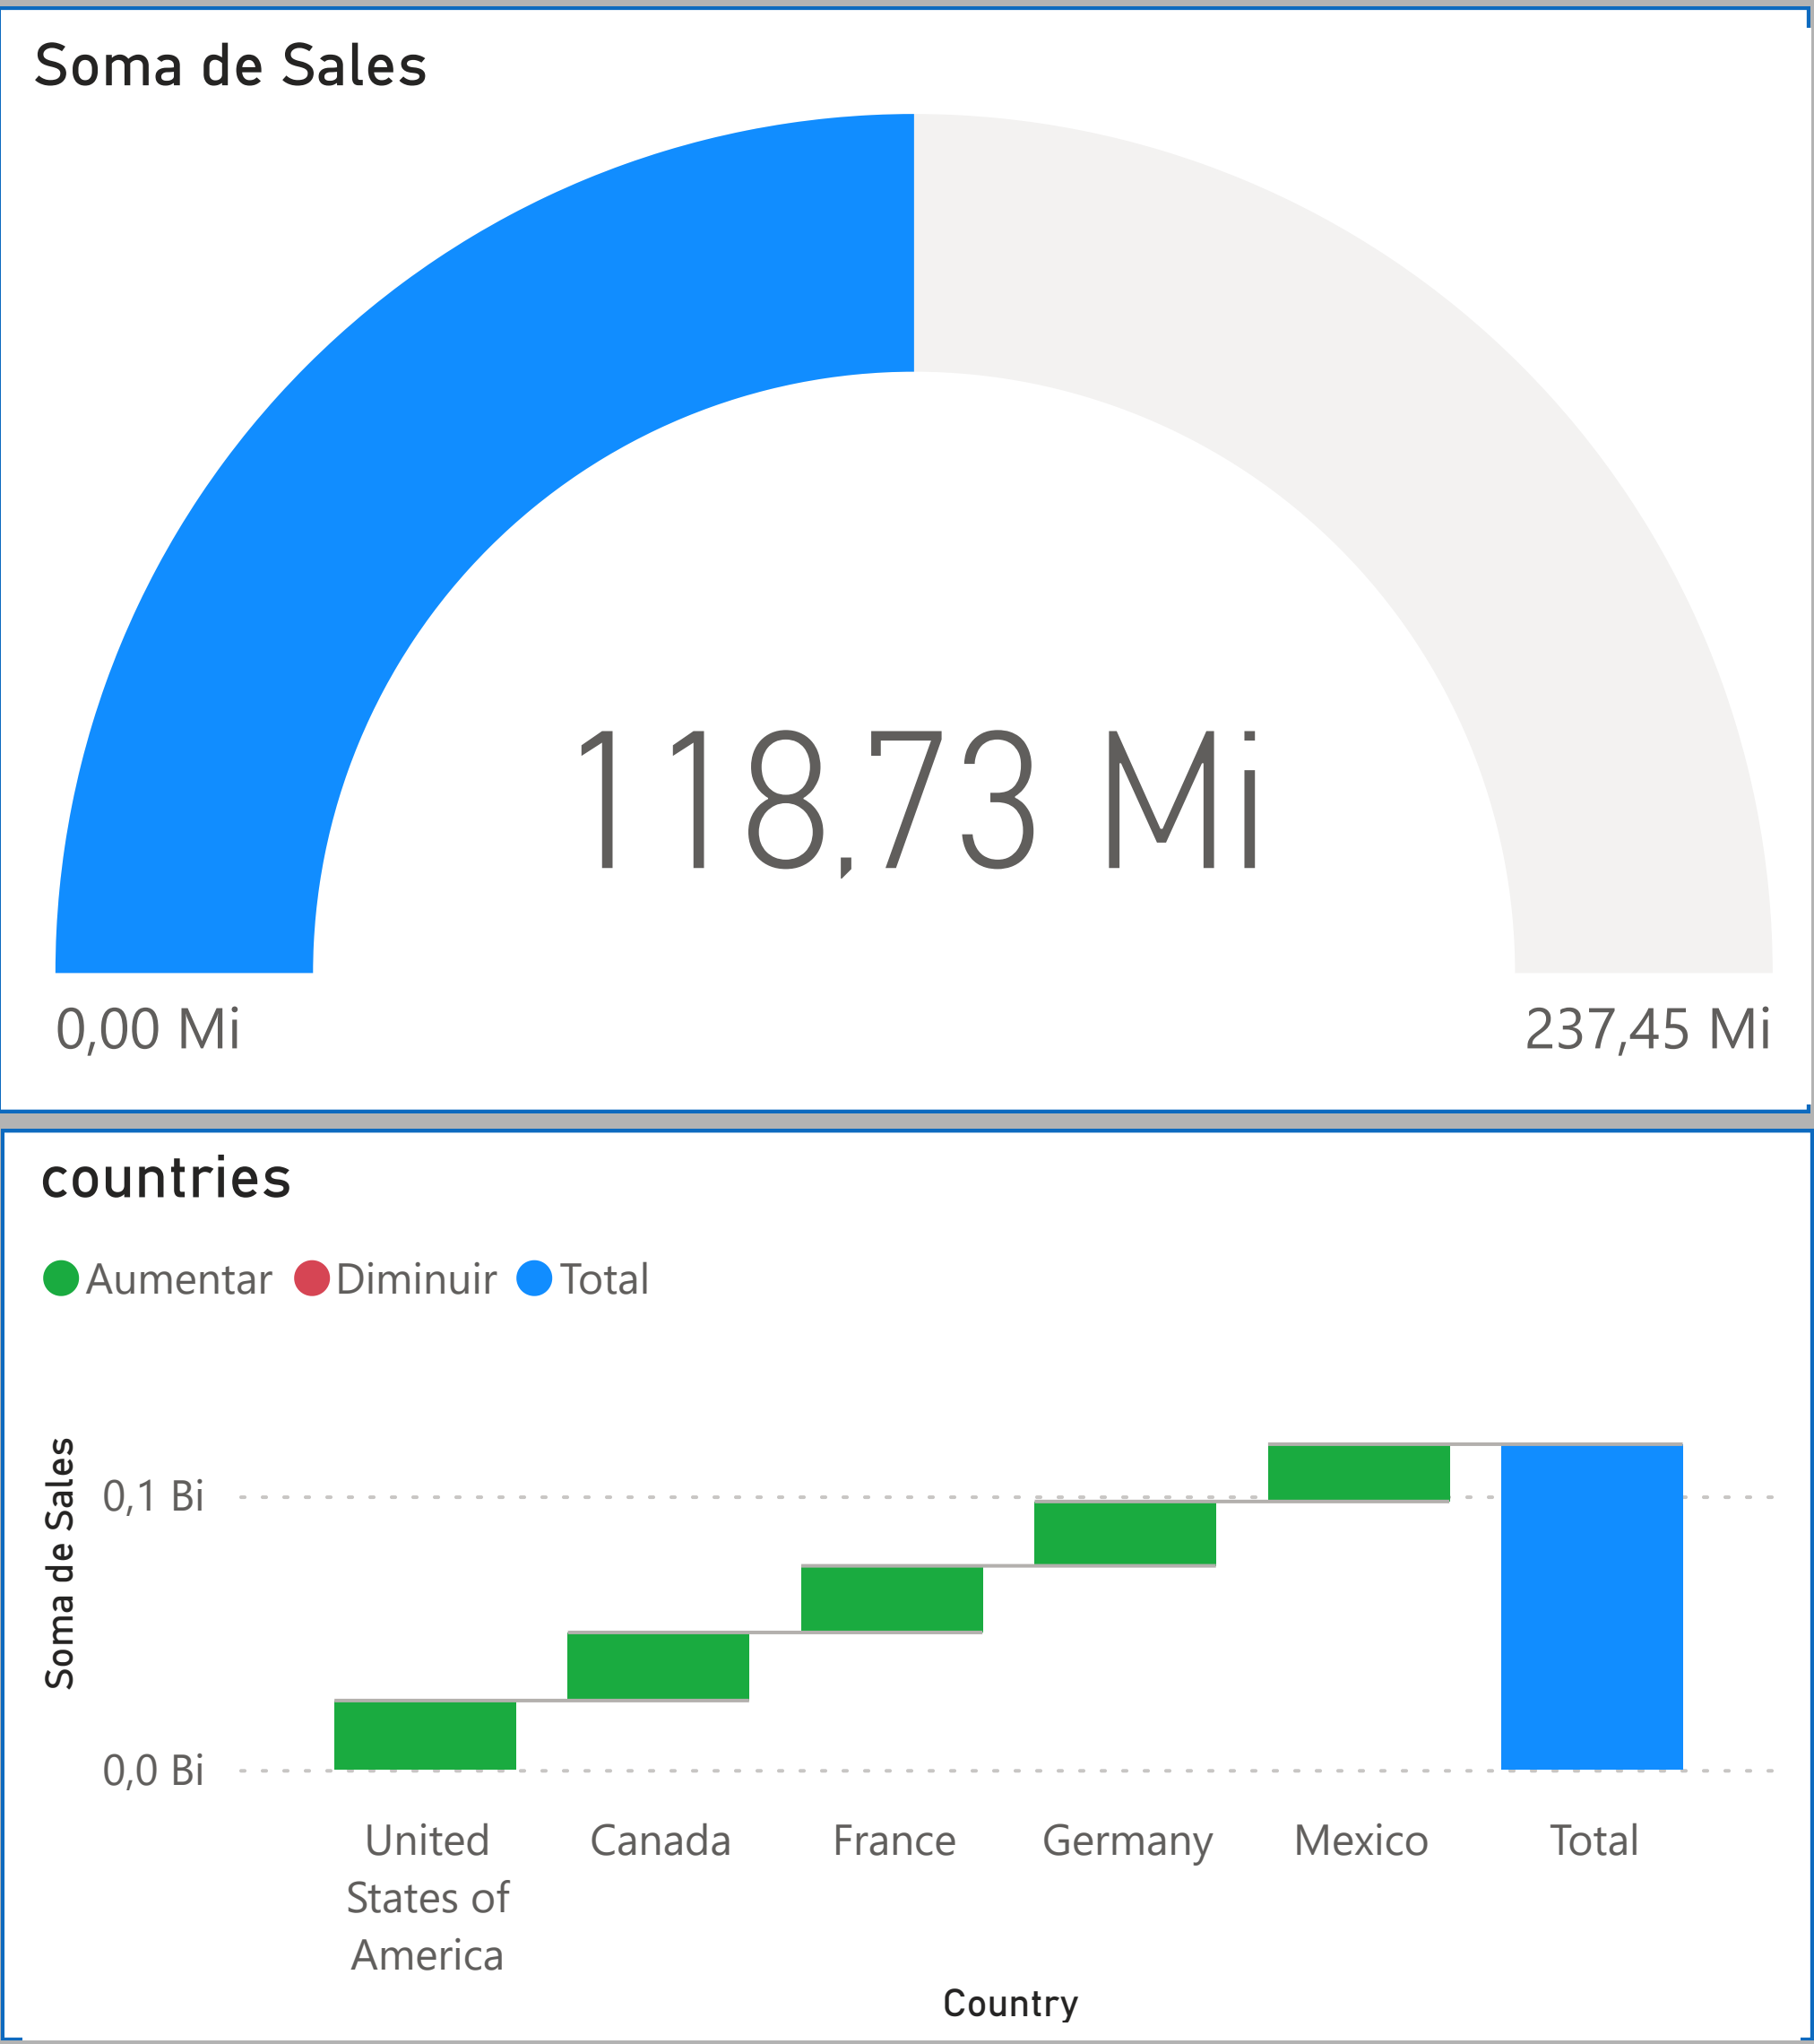 Soma de Sales
118,73 Mi
0,00 Mi
237,45 Mi
countries
Aumentar Diminuir Total
Soma de Sales
0,1 Bi
0,0 Bi
United
States of
America
Canada
France
Germany
Mexico
Total
Country